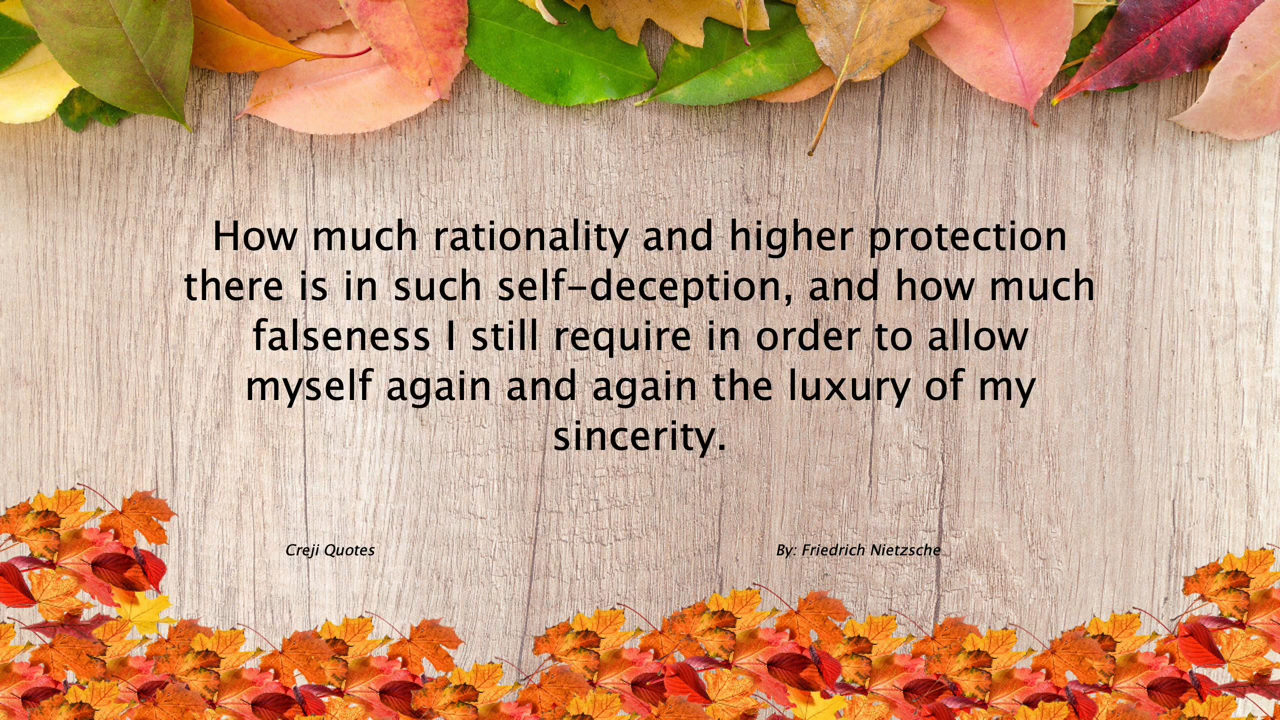 How much rationality and higher protection
there is in such self-deception, and how much
falseness I still require in order to allow
myself again and again the luxury of my
sincerity.
Creji Quotes
By: Friedrich Nietzsche